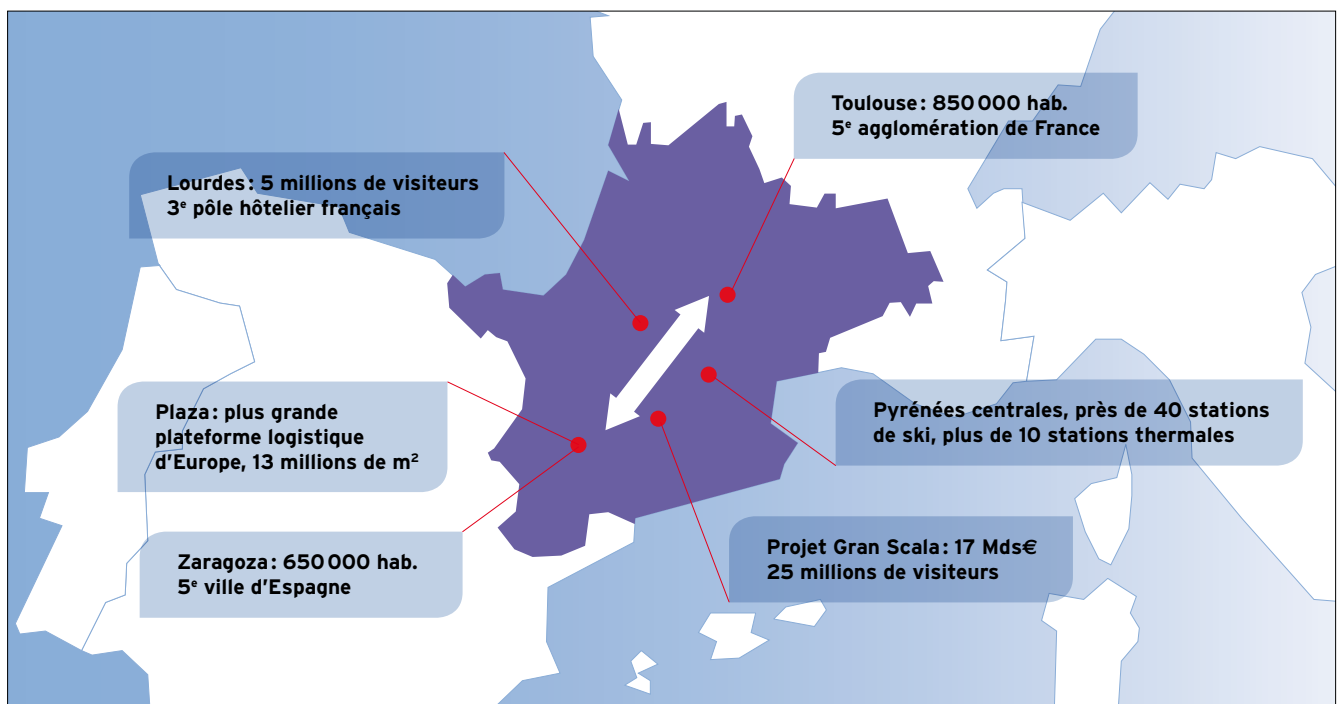 Toulouse : 850 000 hab.
5e agglomération de France
Lourdes : 5 millions de visiteurs
3e pôle hôtelier français
Plaza : plus grande
plateforme logistique
d'Europe, 13 millions de m²
Pyrénées centrales, près de 40 stations
de ski, plus de 10 stations thermales
Zaragoza : 650 000 hab.
5e ville d'Espagne
Projet Gran Scala : 17 Mds€
25 millions de visiteurs